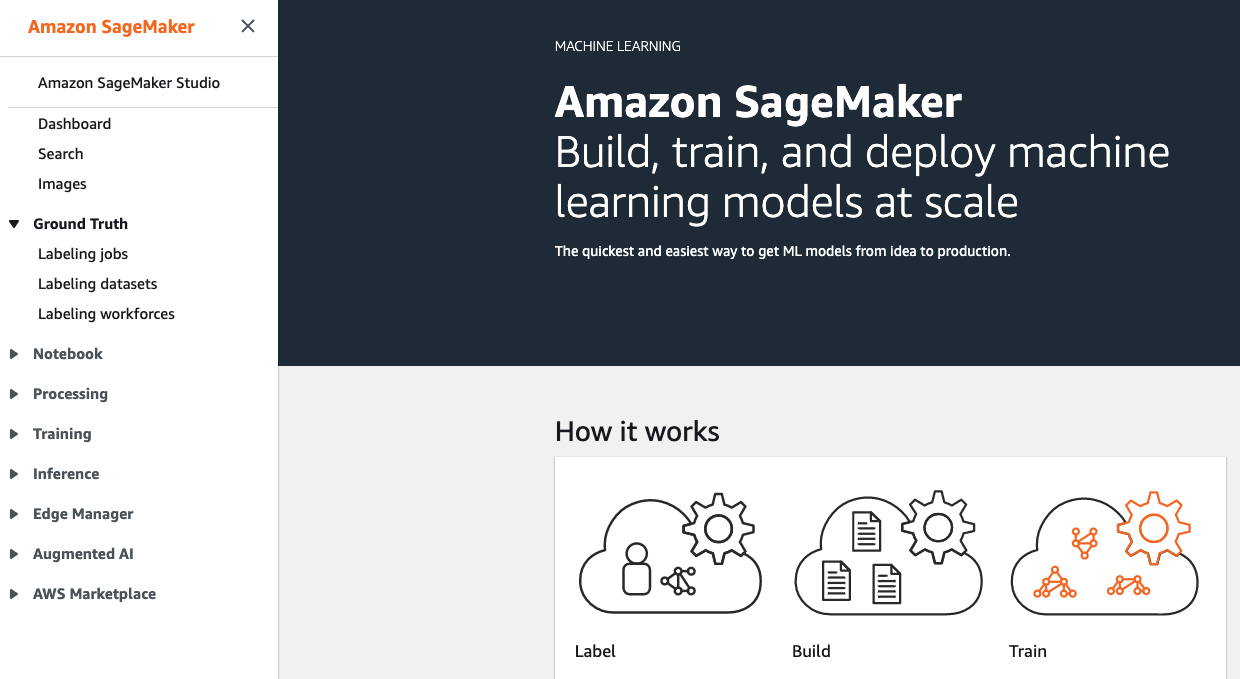 Amazon SageMaker
Amazon SageMaker Studio
Dashboard
Search
Images
Ground Truth
Labeling jobs
Labeling datasets
Labeling workforces
Notebook
Processing
Training
Inference
Edge Manager
Augmented AI
AWS Marketplace
MACHINE LEARNING
Amazon SageMaker
Build, train, and deploy machine
learning models at scale
The quickest and easiest way to get ML models from idea to production.
How it works
Label
Build
Train